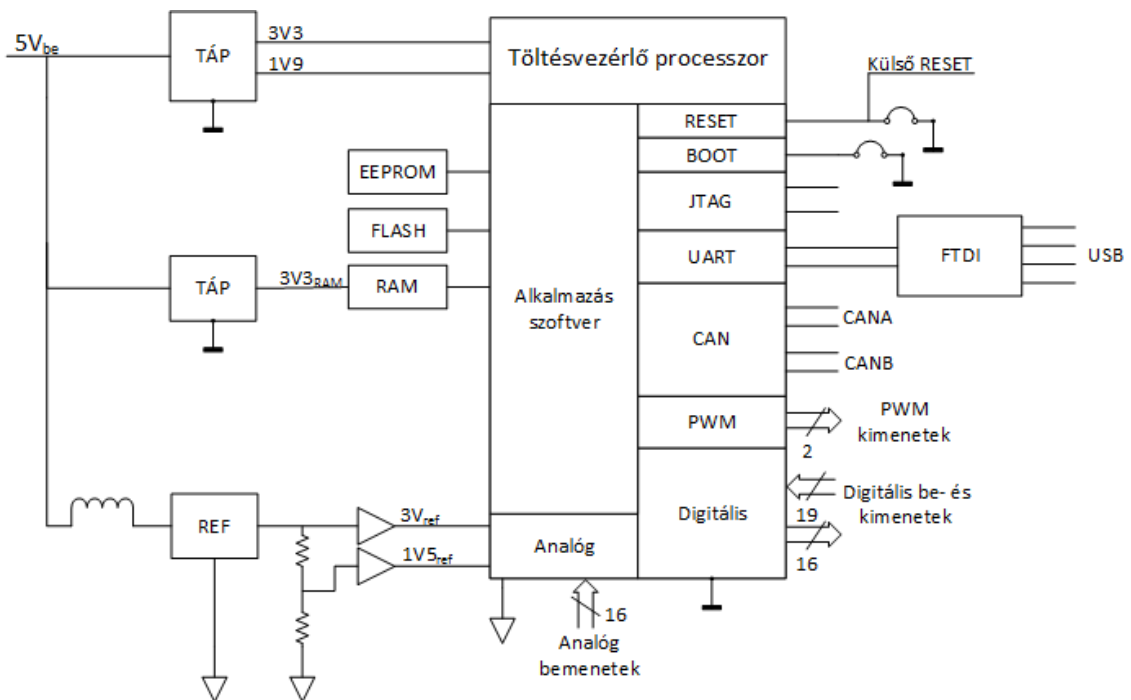 5Vbe
TÁP
3V3
1V9
Töltésvezérlő processzor
Külső RESET
RESET
BOOT
EEPROM
JTAG
FLASH
UART
FTDI
USB
TÁP
3V3RAM
RAM
Alkalmazás
szoftver
CAN
CANA
CANB
PWM
2
PWM
kimenetek
Digitális
19
Digitális be- és
kimenetek
16
REF
3Vref
1V5ref
Analóg
16
Analóg
bemenetek